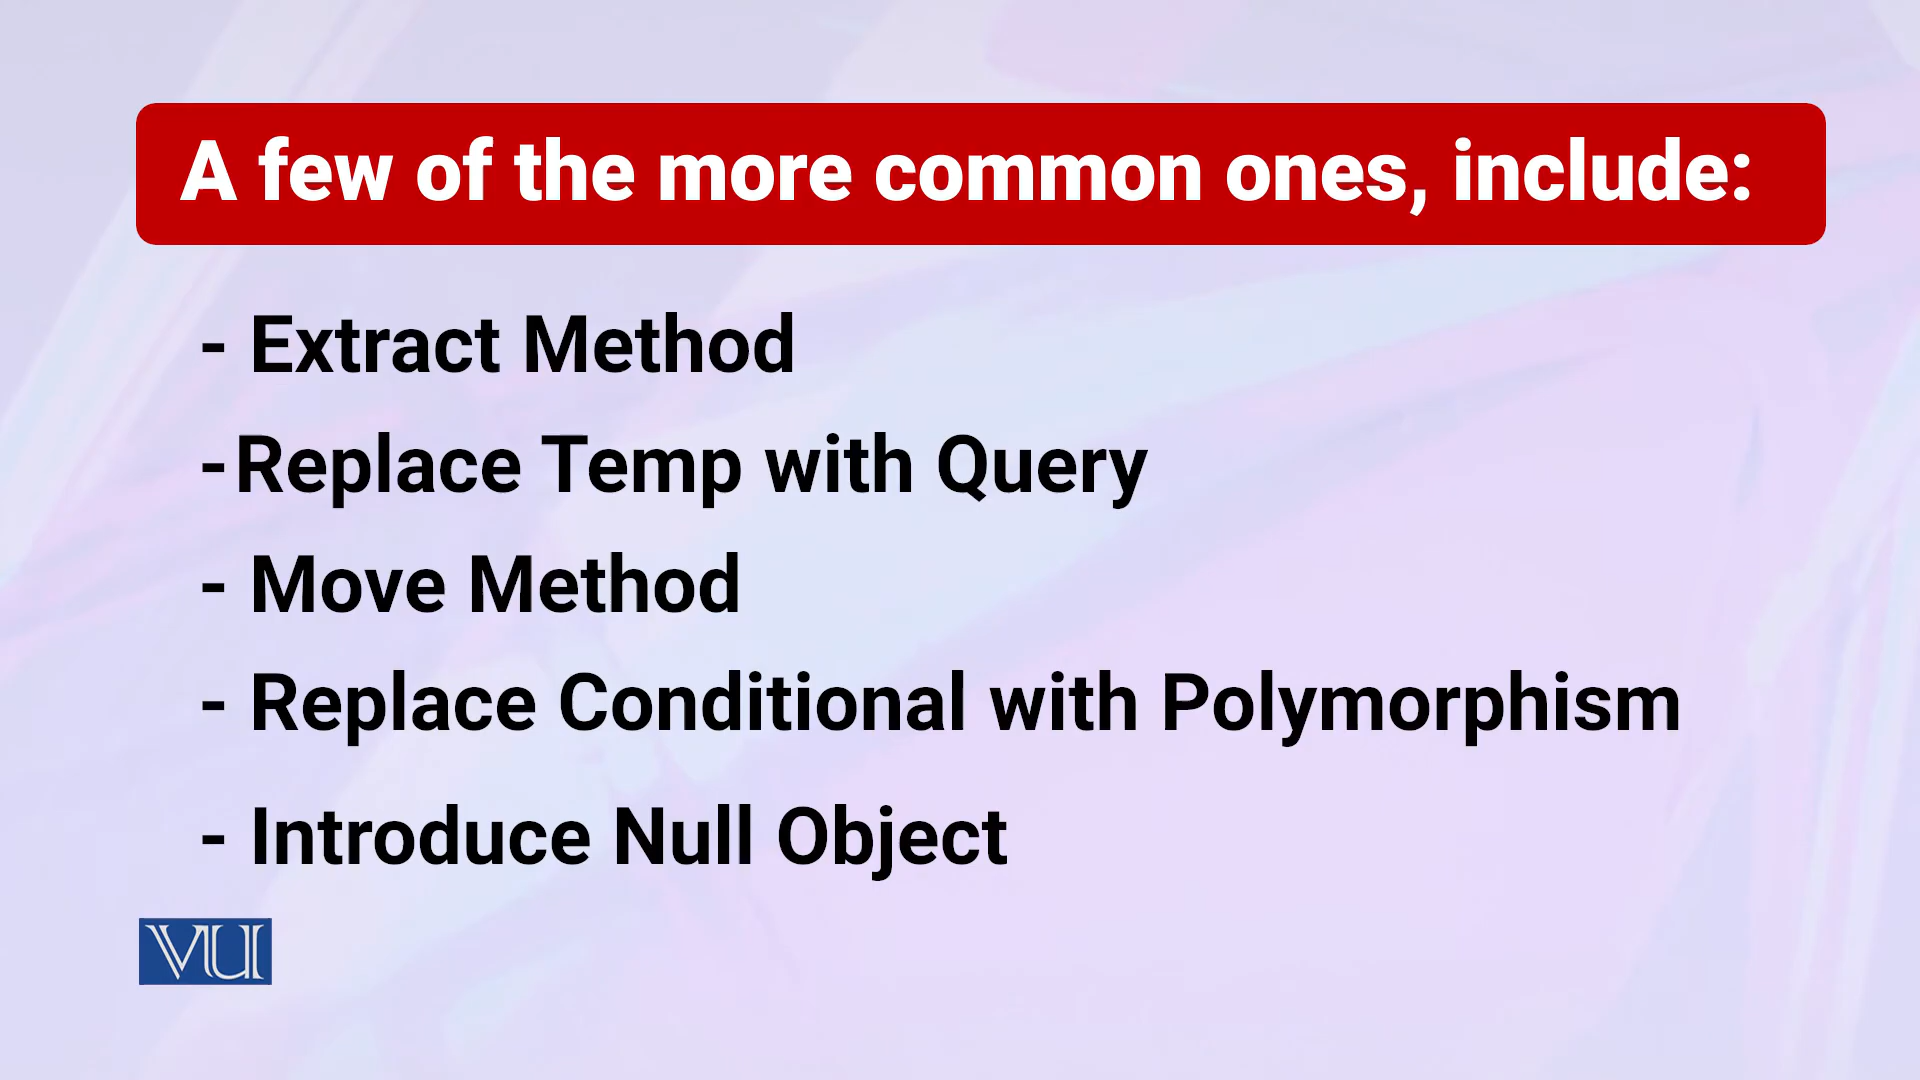 A few of the more common ones, include:
- Extract Method
-Replace Temp with Query
- Move Method
- Replace Conditional with Polymorphism
- Introduce Null Object
VU